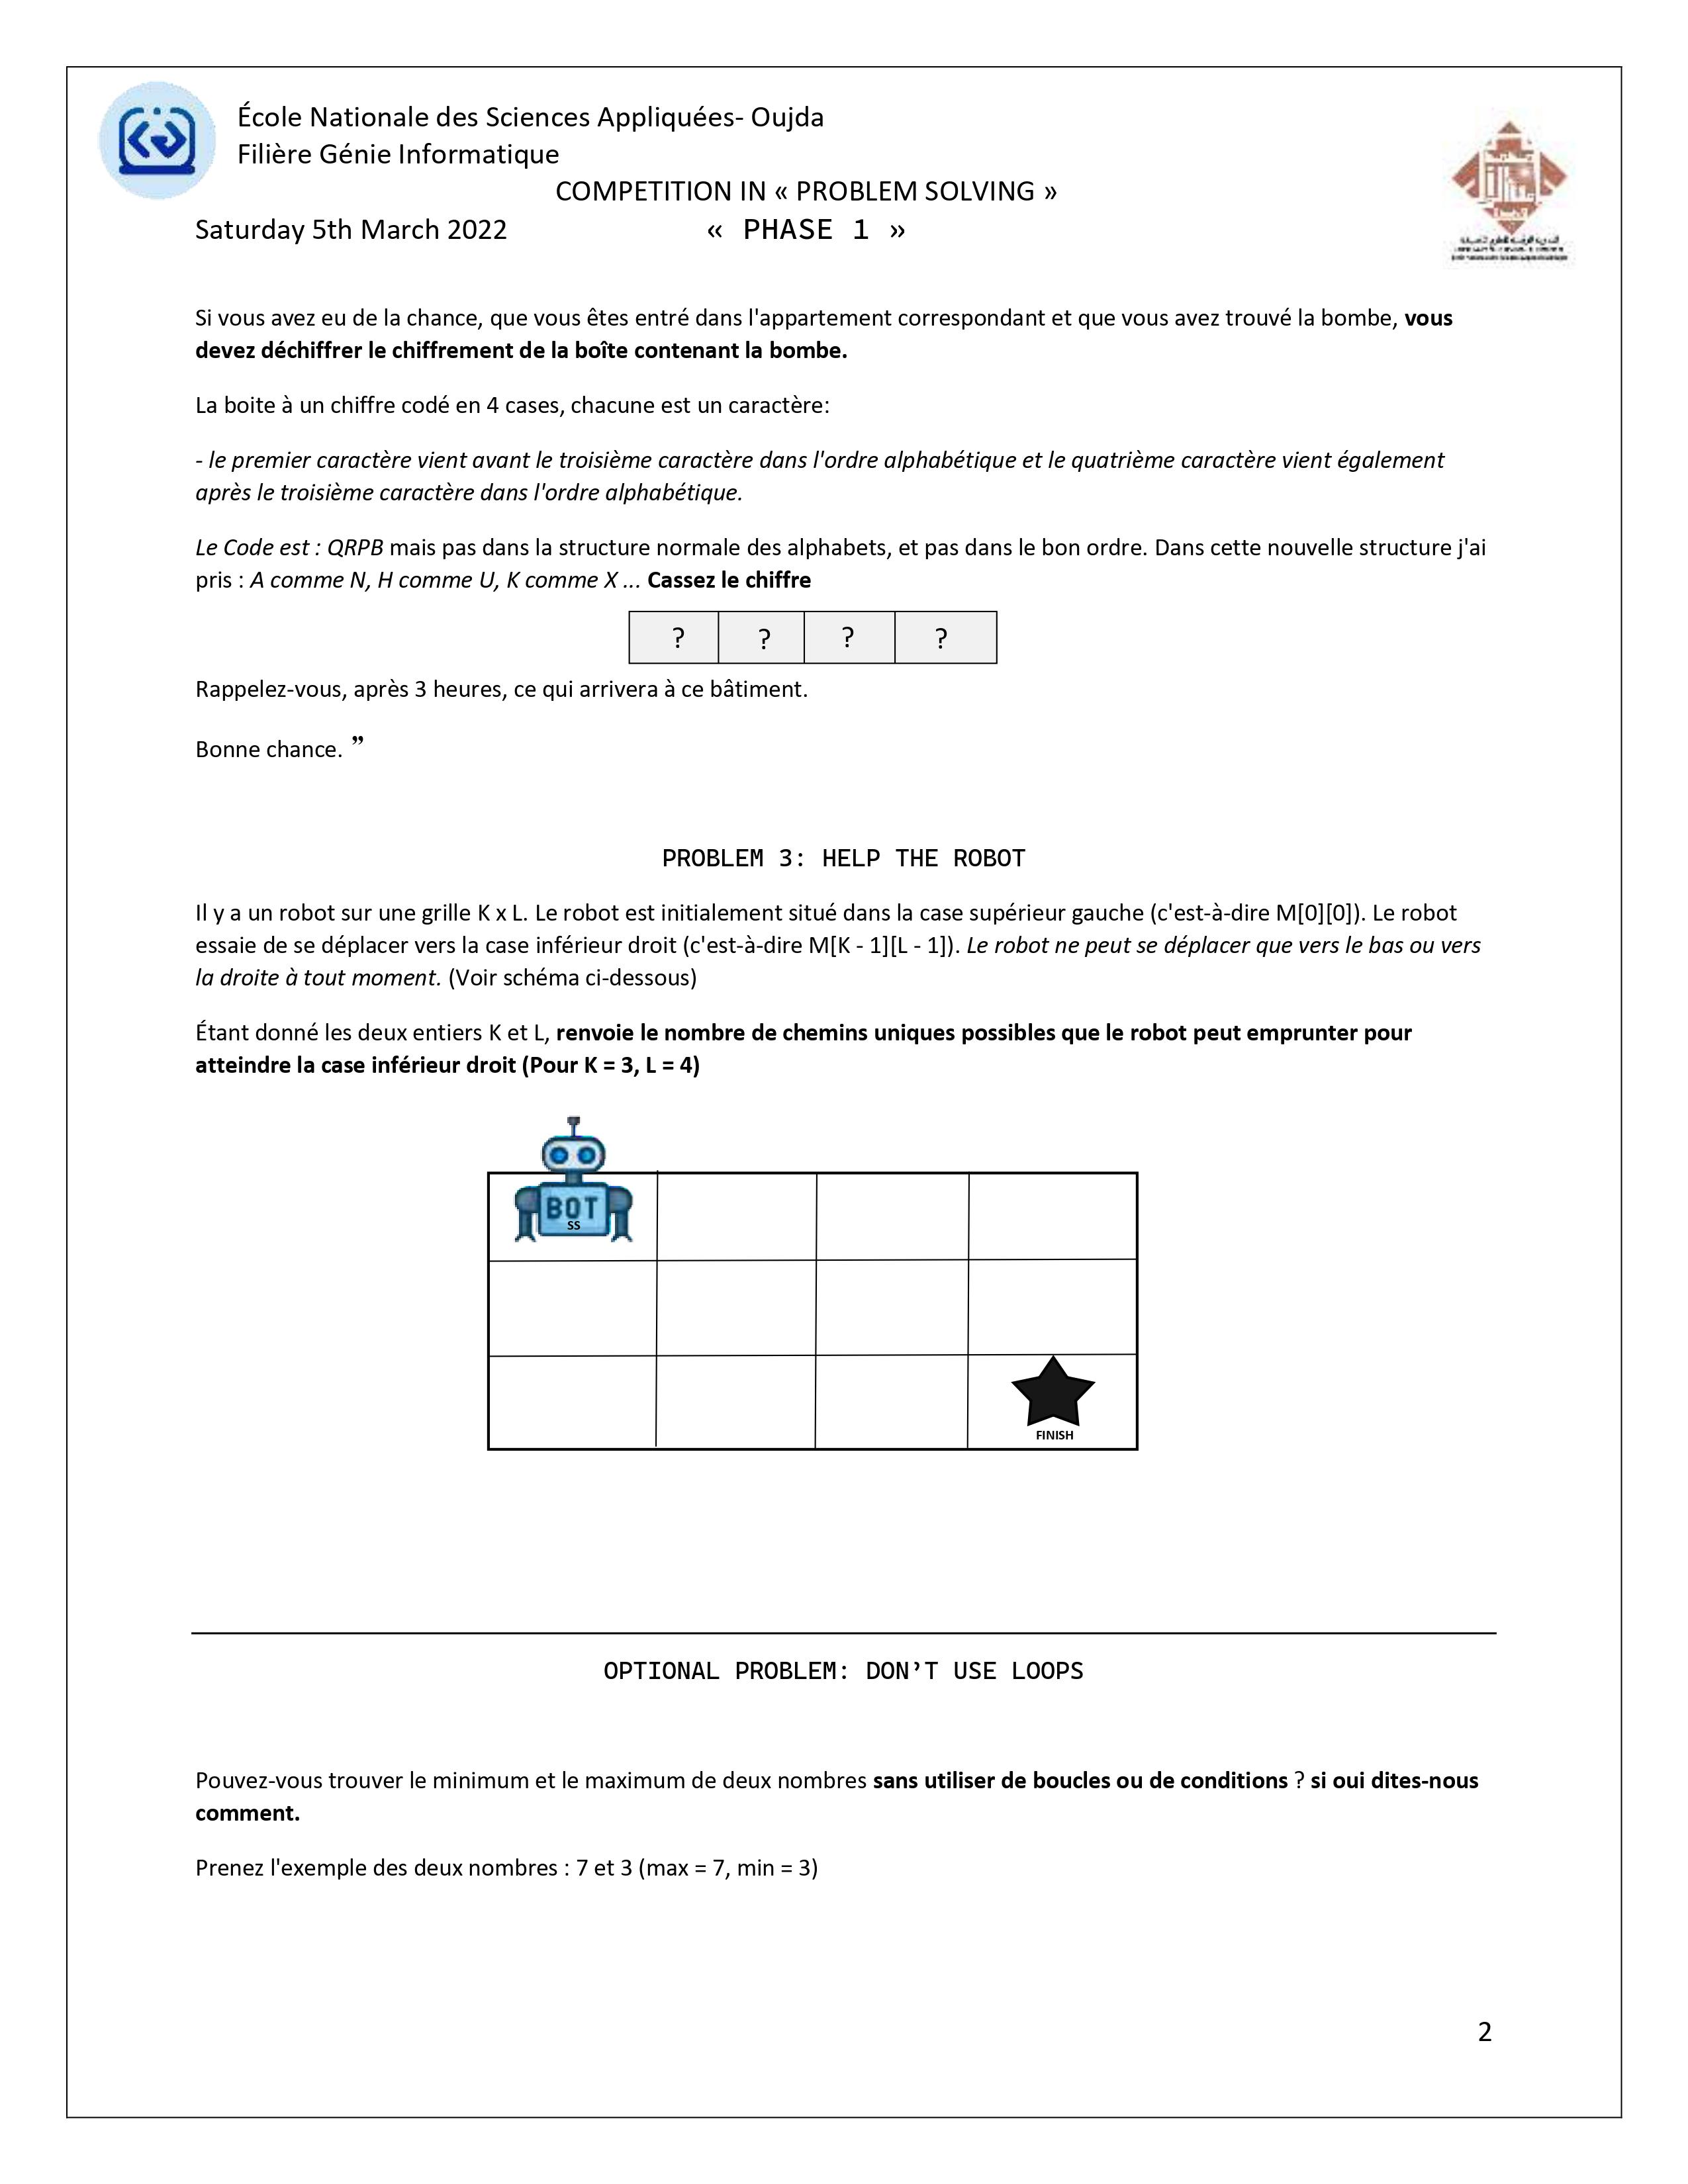 École Nationale des Sciences Appliquées- Oujda
Filière Génie Informatique
COMPETITION IN « PROBLEM SOLVING »
Saturday 5th March 2022 « PHASE 1 »
Si vous avez eu de la chance, que vous êtes entré dans l'appartement correspondant et que vous avez trouvé la bombe, vous
devez déchiffrer le chiffrement de la boîte contenant la bombe.
La boite à un chiffre codé en 4 cases, chacune est un caractère:
- le premier caractère vient avant le troisième caractère dans l'ordre alphabétique et le quatrième caractère vient également
après le troisième caractère dans l'ordre alphabétique.
Le Code est : QRPB mais pas dans la structure normale des alphabets, et pas dans le bon ordre. Dans cette nouvelle structure j'ai
pris : A comme N, H comme U, K comme X ... Cassez le chiffre
? ? ? ?
Rappelez-vous, après 3 heures, ce qui arrivera à ce bâtiment.
Bonne chance. ”
PROBLEM 3: HELP THE ROBOT
Il y a un robot sur une grille K x L. Le robot est initialement situé dans la case supérieur gauche (c'est-à-dire M[0][0]). Le robot
essaie de se déplacer vers la case inférieur droit (c'est-à-dire M[K - 1][L - 1]). Le robot ne peut se déplacer que vers le bas ou vers
la droite à tout moment. (Voir schéma ci-dessous)
Étant donné les deux entiers K et L, renvoie le nombre de chemins uniques possibles que le robot peut emprunter pour
atteindre la case inférieur droit (Pour K = 3, L = 4)
BOT
SS
FINISH
OPTIONAL PROBLEM: DON’T USE LOOPS
Pouvez-vous trouver le minimum et le maximum de deux nombres sans utiliser de boucles ou de conditions ? si oui dites-nous
comment.
Prenez l'exemple des deux nombres : 7 et 3 (max = 7, min = 3)
2